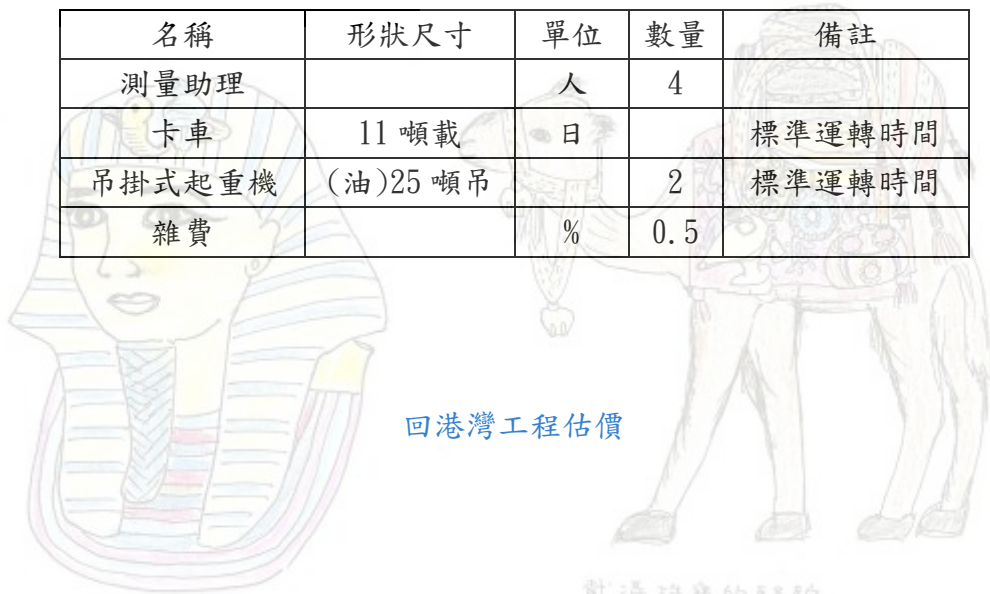 名稱 形狀尺寸 單位 數量 備註
測量助理 人 4
卡車 11 噸載 日 標準運轉時間
吊掛式起重機 (油)25 噸吊 2 標準運轉時間
雜費 % 0.5
回港灣工程估價